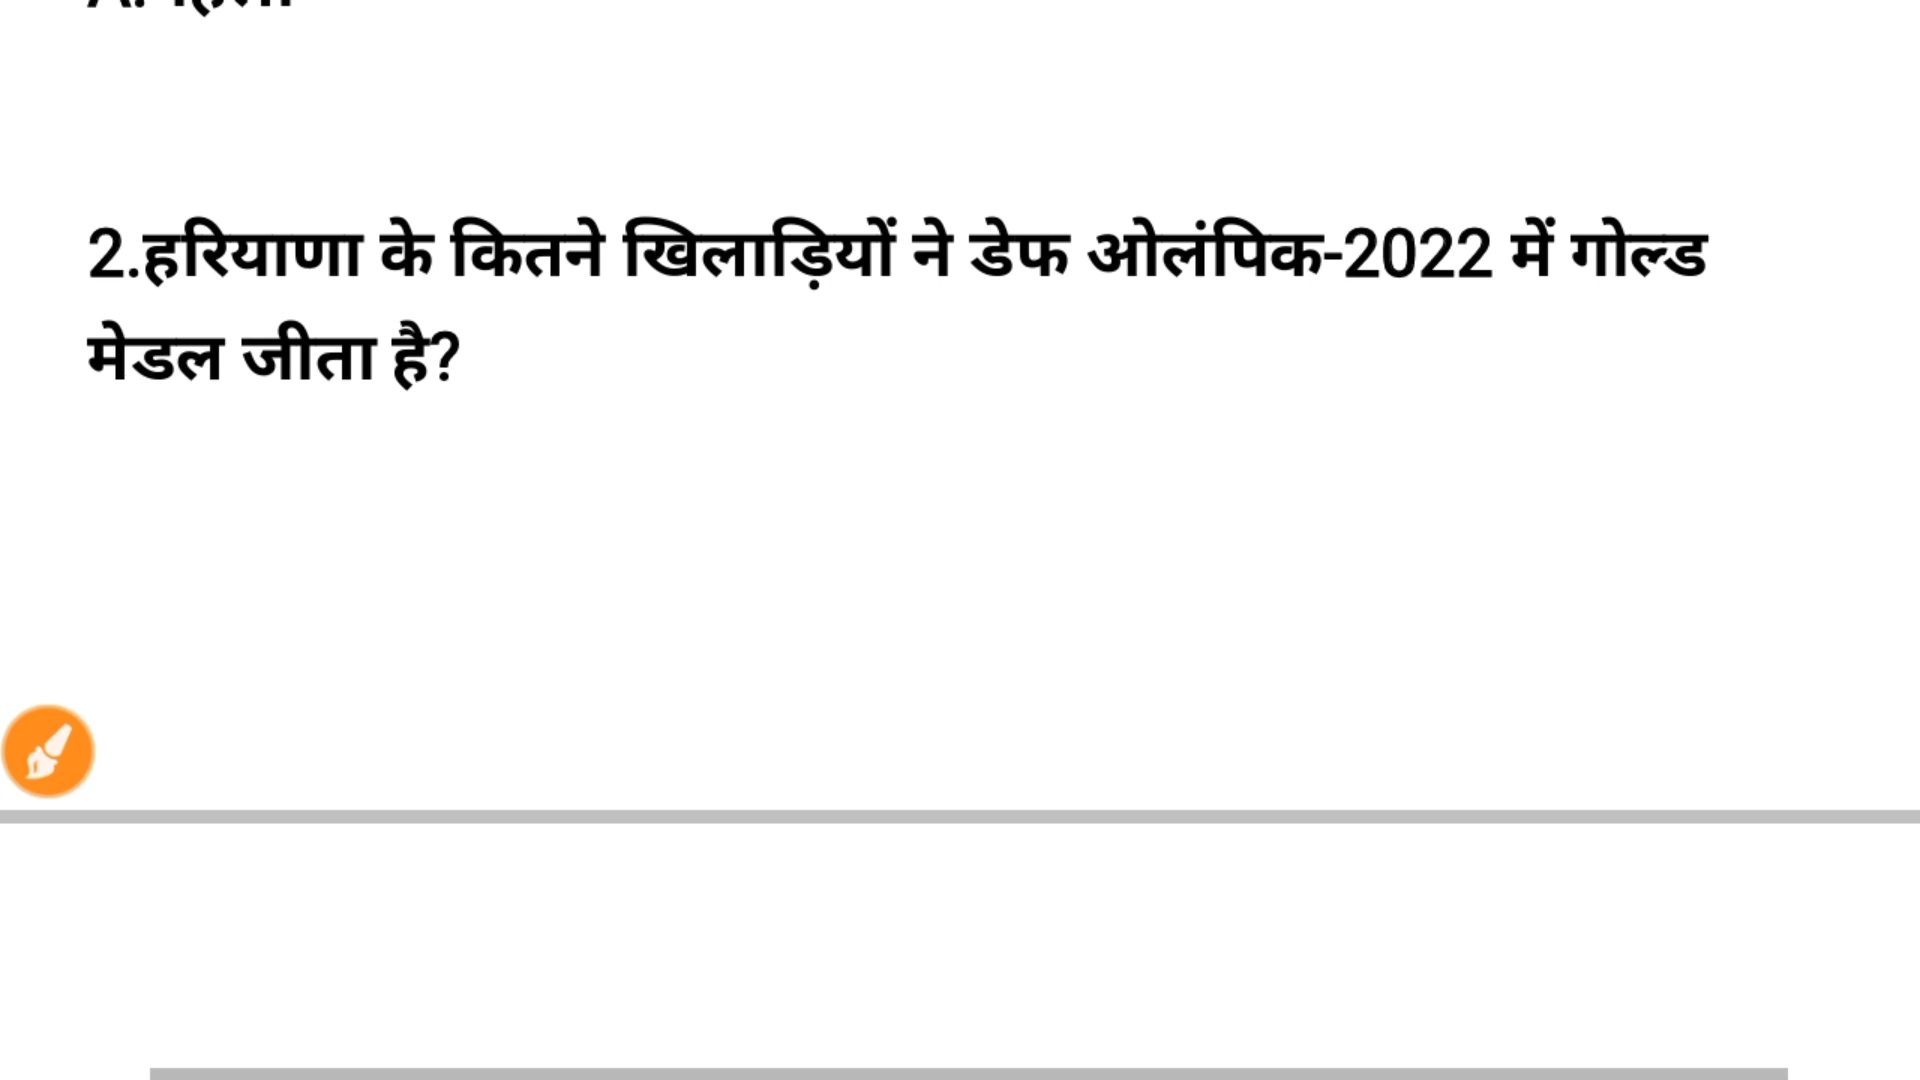 2.हरियाणा के कितने खिलाड़ियों ने डेफ ओलंपिक-2022 में गोल्ड
मेडल जीता है?